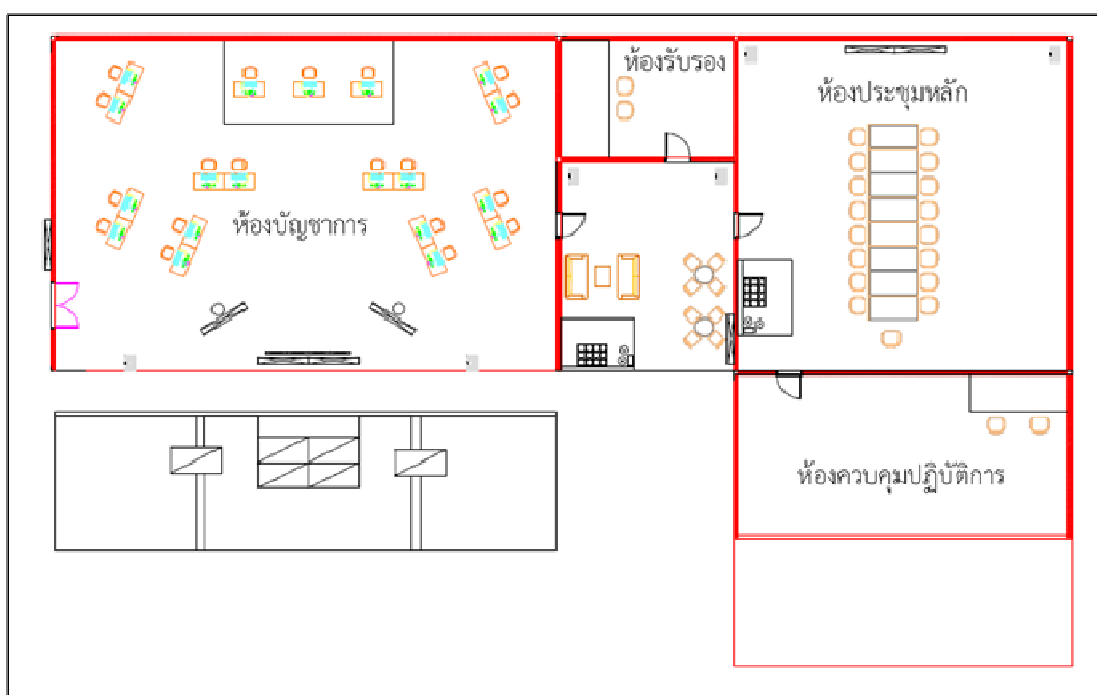 ห้องรับรอง
ห้องประชุมหลัก
ห้องบัญชาการ
ห้องควบคุมปฏิบัติการ